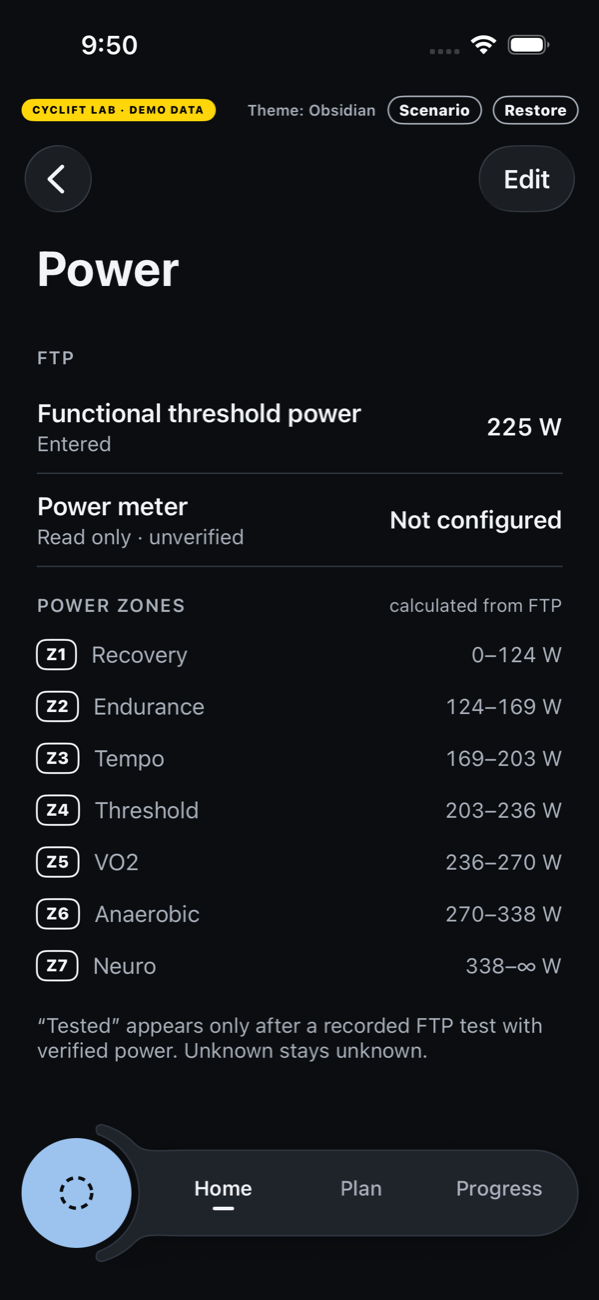 9:50
CYCLIFT LAB · DEMO DATA
Theme: Obsidian
Scenario
Restore
Edit
Power
FTP
Functional threshold power
Entered
225 W
Power meter
Read only · unverified
Not configured
POWER ZONES
calculated from FTP
Z1 Recovery 0–124 W
Z2 Endurance 124–169 W
Z3 Tempo 169–203 W
Z4 Threshold 203–236 W
Z5 VO2 236–270 W
Z6 Anaerobic 270–338 W
Z7 Neuro 338–∞ W
“Tested” appears only after a recorded FTP test with
verified power. Unknown stays unknown.
Home
Plan
Progress